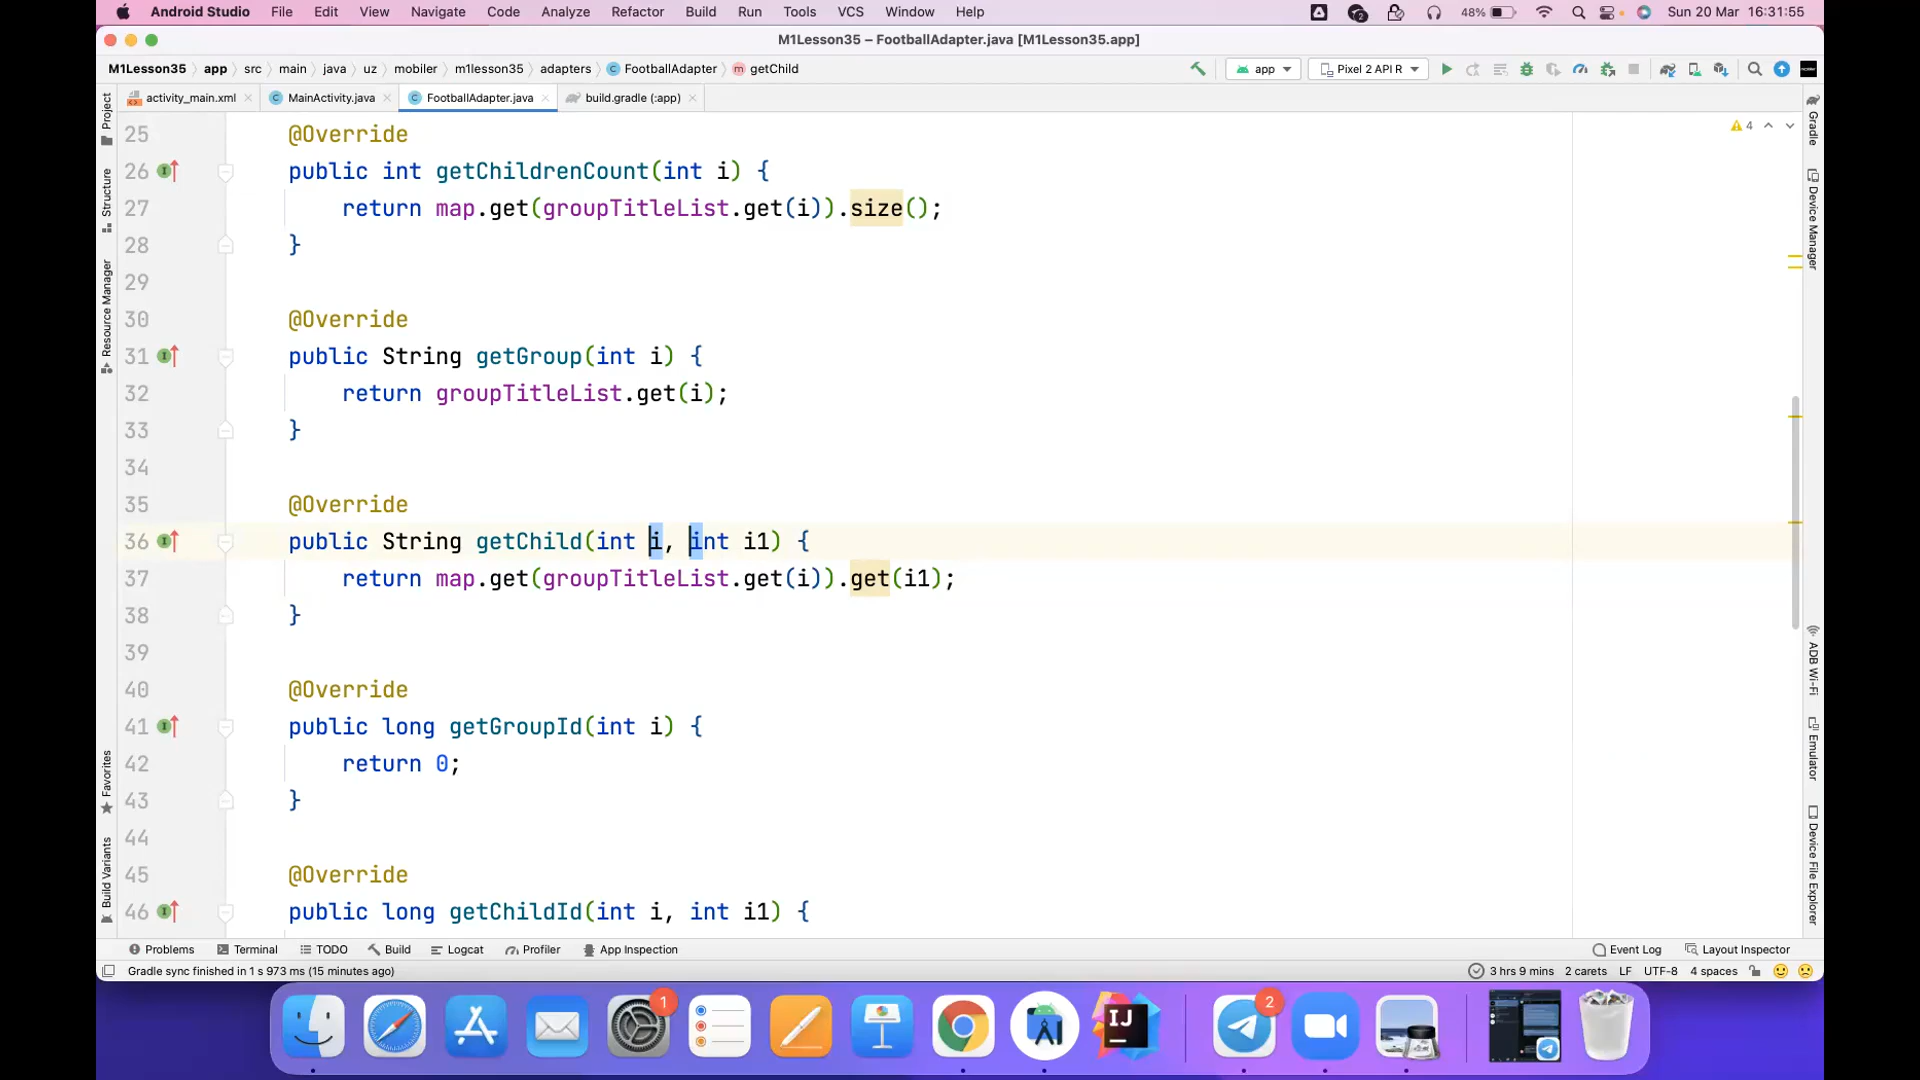 Android Studio File Edit View Navigate Code Analyze Refactor Build Run Tools VCS Window Help 2 48% Sun 20 Mar 16:31:55
M1Lesson35 – FootballAdapter.java [M1Lesson35.app]
M1Lesson35 app src main java uz mobiler m1lesson35 adapters C FootballAdapter m getChild app Pixel 2 API R
activity_main.xml C MainActivity.java C FootballAdapter.java build.gradle (:app)
4
Project
Structure
Resource Manager
Favorites
Build Variants
Gradle
Device Manager
ADB Wi-Fi
Emulator
Device File Explorer
25 @Override
26 public int getChildrenCount(int i) {
27 return map.get(groupTitleList.get(i)).size();
28 }
29
30 @Override
31 public String getGroup(int i) {
32 return groupTitleList.get(i);
33 }
34
35 @Override
36 public String getChild(int i, int i1) {
37 return map.get(groupTitleList.get(i)).get(i1);
38 }
39
40 @Override
41 public long getGroupId(int i) {
42 return 0;
43 }
44
45 @Override
46 public long getChildId(int i, int i1) {
Problems Terminal TODO Build Logcat Profiler App Inspection Event Log Layout Inspector
Gradle sync finished in 1 s 973 ms (15 minutes ago) 3 hrs 9 mins 2 carets LF UTF-8 4 spaces
1 IJ 2